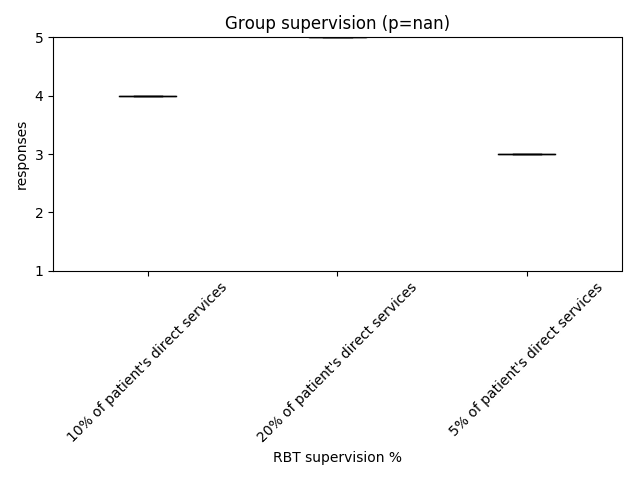 Group supervision (p=nan)
5
4
3
2
1
responses
10% of patient's direct services
20% of patient's direct services
5% of patient's direct services
RBT supervision %